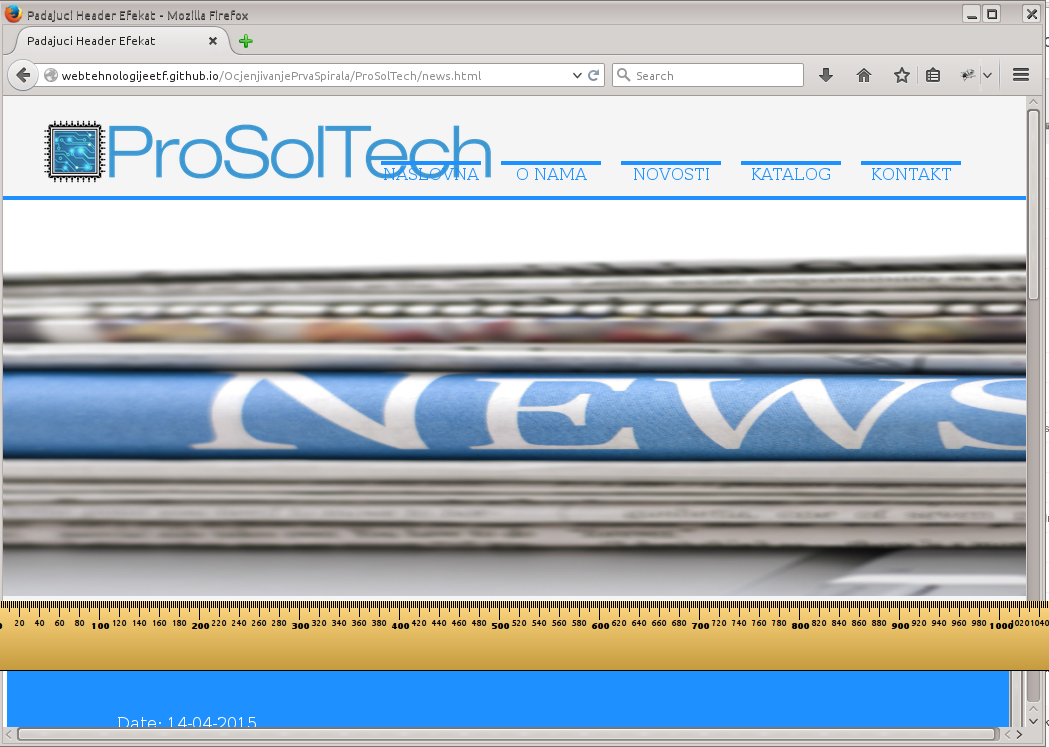 Padajuci Header Efekat - Mozilla Firefox
Padajuci Header Efekat
webtehnologijeetf.github.io/OcjenjivanjePrvaSpirala/ProSolTech/news.html
Search
ProSolTech
NASLOVNA O NAMA NOVOSTI KATALOG KONTAKT
NEWS
20 40 60 80 100 120 140 160 180 200 220 240 260 280 300 320 340 360 380 400 420 440 460 480 500 520 540 560 580 600 620 640 660 680 700 720 740 760 780 800 820 840 860 880 900 920 940 960 980 1000 1020 1040
Date: 14-04-2015